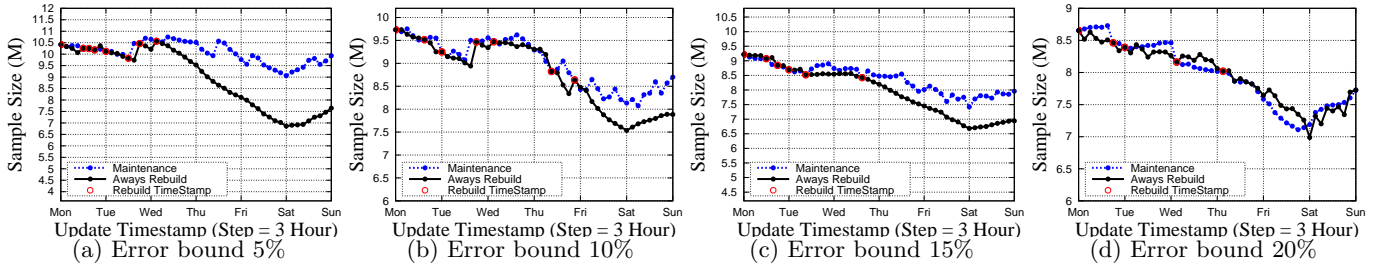 Sample Size (M)
12
11.5
11
10.5
10
9.5
9
8.5
8
7.5
7
6.5
6
5.5
5
4.5
4
Maintenance
Aways Rebuild
Rebuild TimeStamp
Mon Tue Wed Thu Fri Sat Sun
Update Timestamp (Step = 3 Hour)
(a) Error bound 5%
Sample Size (M)
10
9.5
9
8.5
8
7.5
7
6.5
6
Maintenance
Aways Rebuild
Rebuild TimeStamp
Mon Tue Wed Thu Fri Sat Sun
Update Timestamp (Step = 3 Hour)
(b) Error bound 10%
Sample Size (M)
10.5
10
9.5
9
8.5
8
7.5
7
6.5
6
5.5
5
4.5
Maintenance
Aways Rebuild
Rebuild TimeStamp
Mon Tue Wed Thu Fri Sat Sun
Update Timestamp (Step = 3 Hour)
(c) Error bound 15%
Sample Size (M)
9
8.5
8
7.5
7
6.5
6
Maintenance
Aways Rebuild
Rebuild TimeStamp
Mon Tue Wed Thu Fri Sat Sun
Update Timestamp (Step = 3 Hour)
(d) Error bound 20%